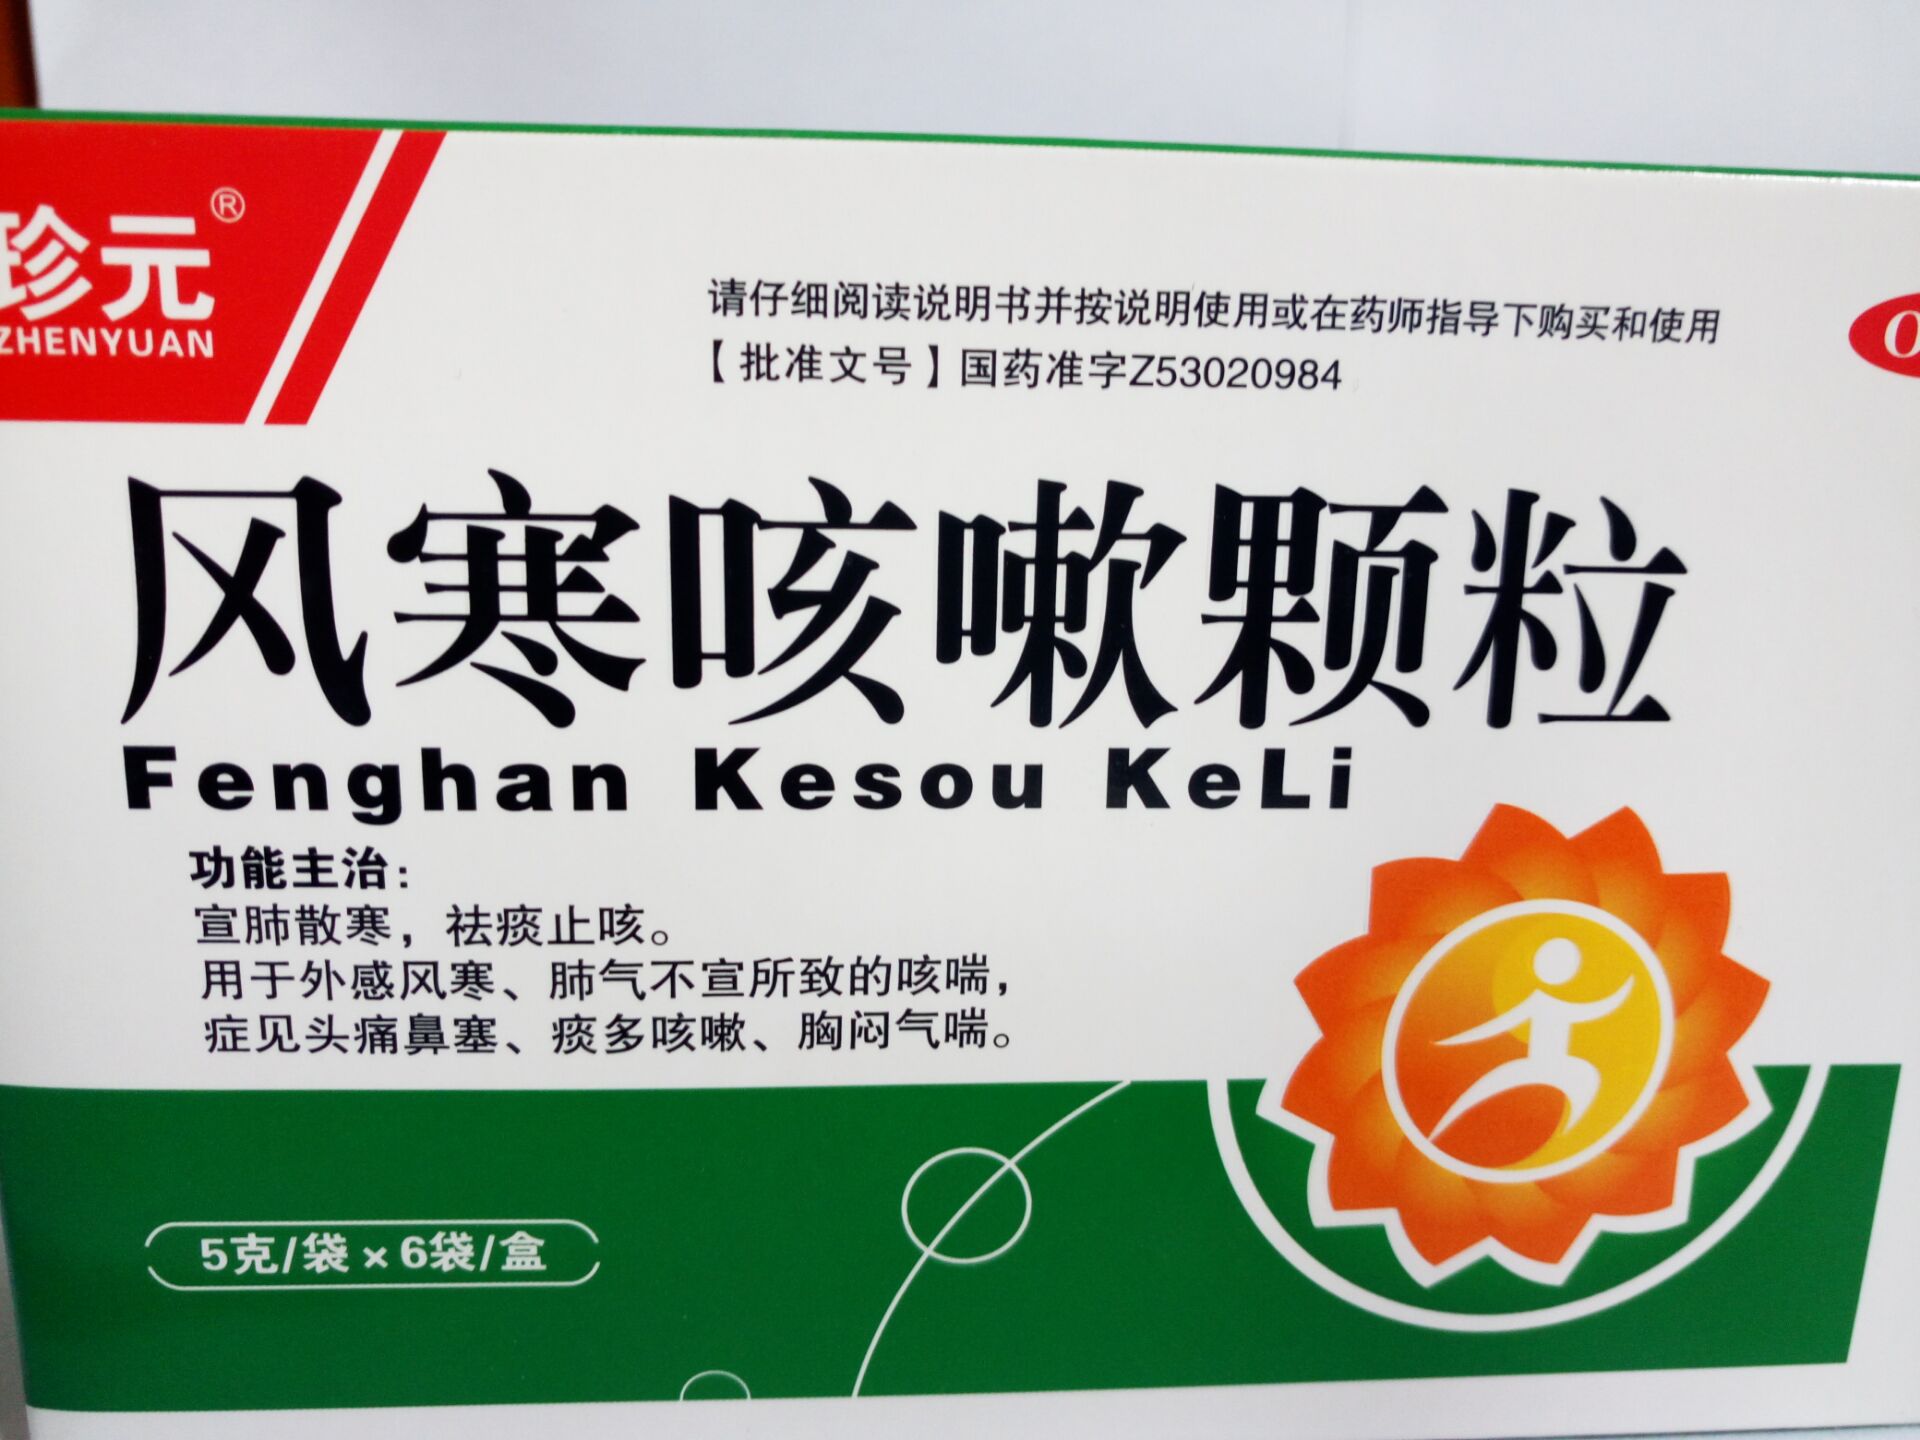 珍元®
ZHENYUAN
请仔细阅读说明书并按说明使用或在药师指导下购买和使用
【批准文号】国药准字Z53020984
风寒咳嗽颗粒
Fenghan Kesou KeLi
功能主治:
宣肺散寒，祛痰止咳。
用于外感风寒、肺气不宣所致的咳喘，
症见头痛鼻塞、痰多咳嗽、胸闷气喘。
5克/袋×6袋/盒